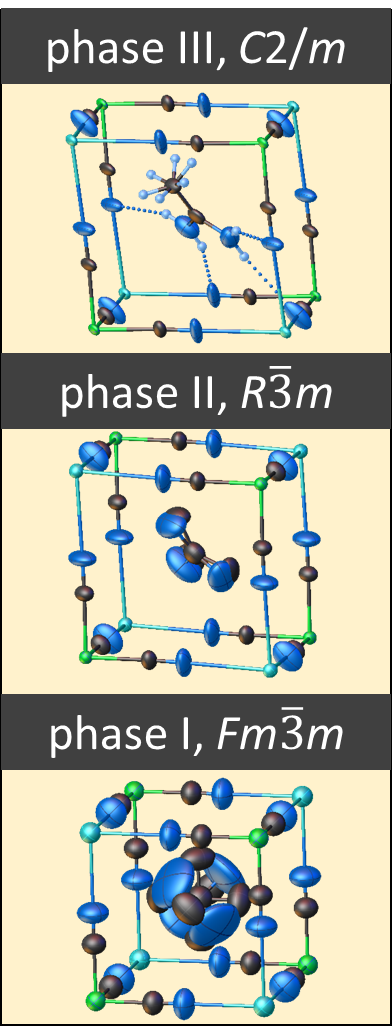 phase III, C2/m
phase II, R3̅m
phase I, Fm3̅m